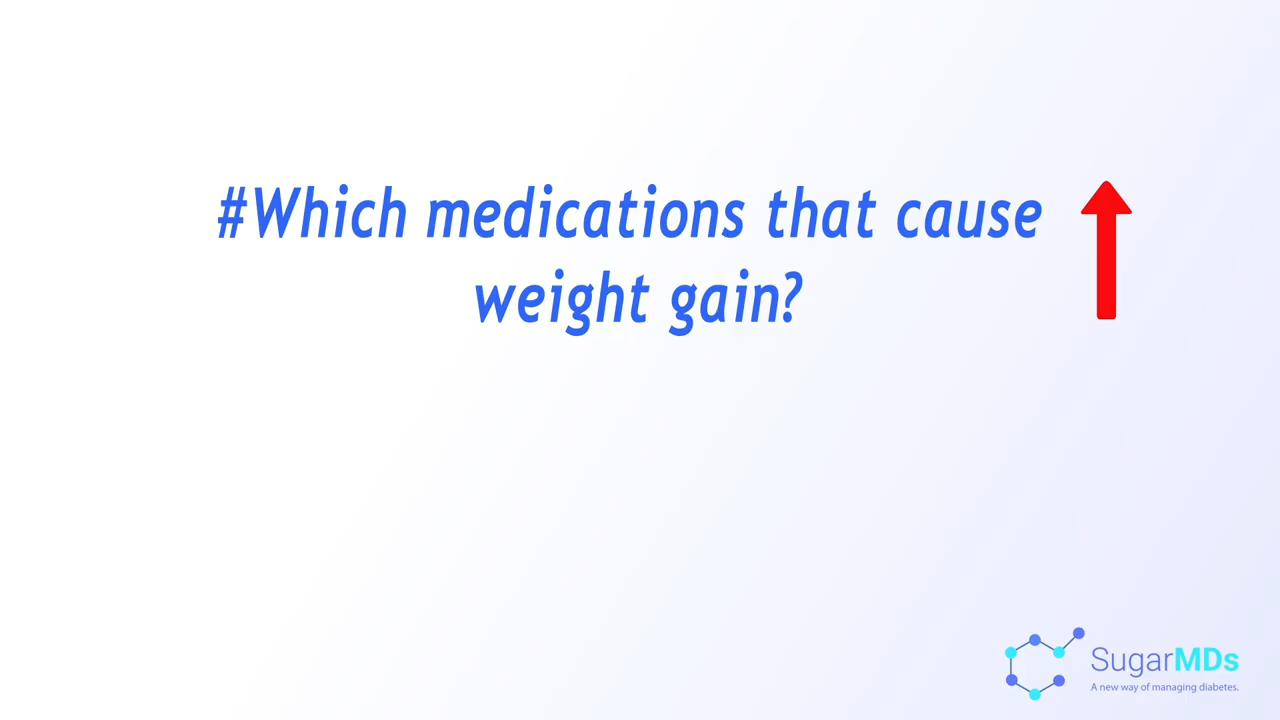 #Which medications that cause
weight gain?
SugarMDs
A new way of managing diabetes.